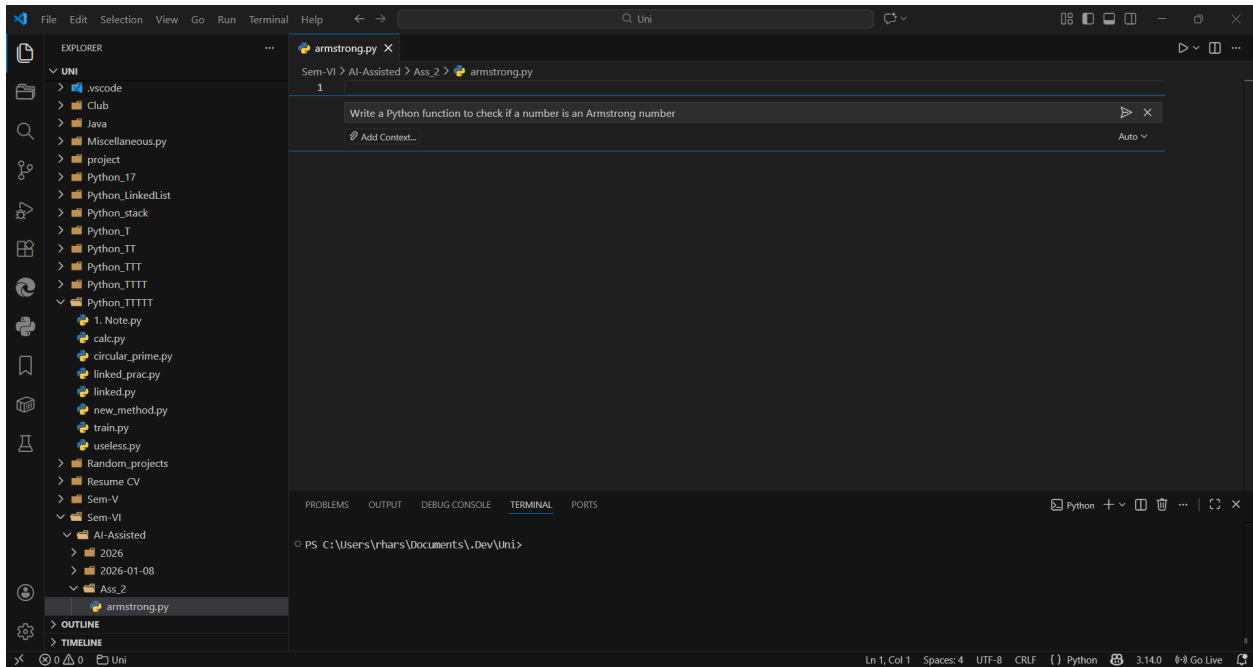 File Edit Selection View Go Run Terminal Help
Uni
EXPLORER
UNI
.vscode
Club
Java
Miscellaneous.py
project
Python_17
Python_LinkedList
Python_stack
Python_T
Python_TT
Python_TTT
Python_TTTT
Python_TTTTT
1. Note.py
calc.py
circular_prime.py
linked_prac.py
linked.py
new_method.py
train.py
useless.py
Random_projects
Resume CV
Sem-V
Sem-VI
AI-Assisted
2026
2026-01-08
Ass_2
armstrong.py
OUTLINE
TIMELINE
armstrong.py
Sem-VI > AI-Assisted > Ass_2 > armstrong.py
1
Write a Python function to check if a number is an Armstrong number
Add Context...
Auto
PROBLEMS OUTPUT DEBUG CONSOLE TERMINAL PORTS
Python
PS C:\Users\rhars\Documents\.Dev\Uni>
0 0 Uni
Ln 1, Col 1 Spaces: 4 UTF-8 CRLF { } Python 3.14.0 Go Live